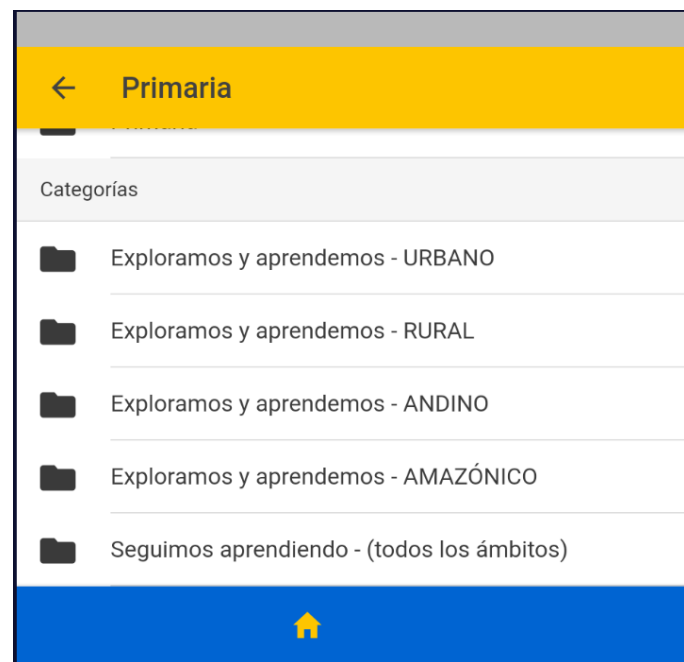 Primaria
Categorías
Exploramos y aprendemos - URBANO
Exploramos y aprendemos - RURAL
Exploramos y aprendemos - ANDINO
Exploramos y aprendemos - AMAZÓNICO
Seguimos aprendiendo - (todos los ámbitos)